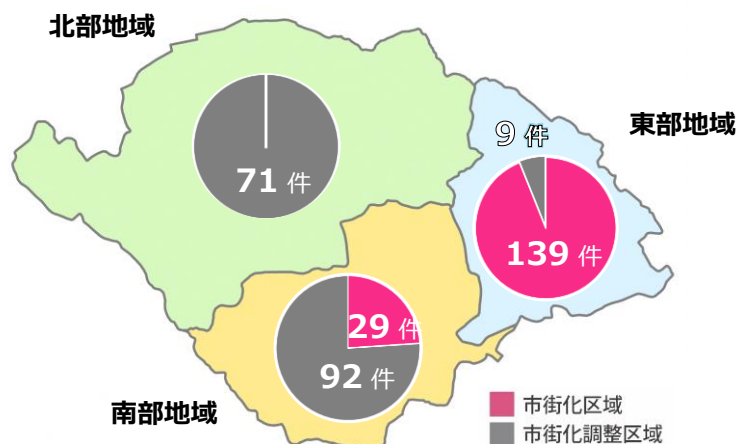 北部地域
東部地域
9 件
71 件
139 件
29 件
92 件
南部地域
市街化区域
市街化調整区域